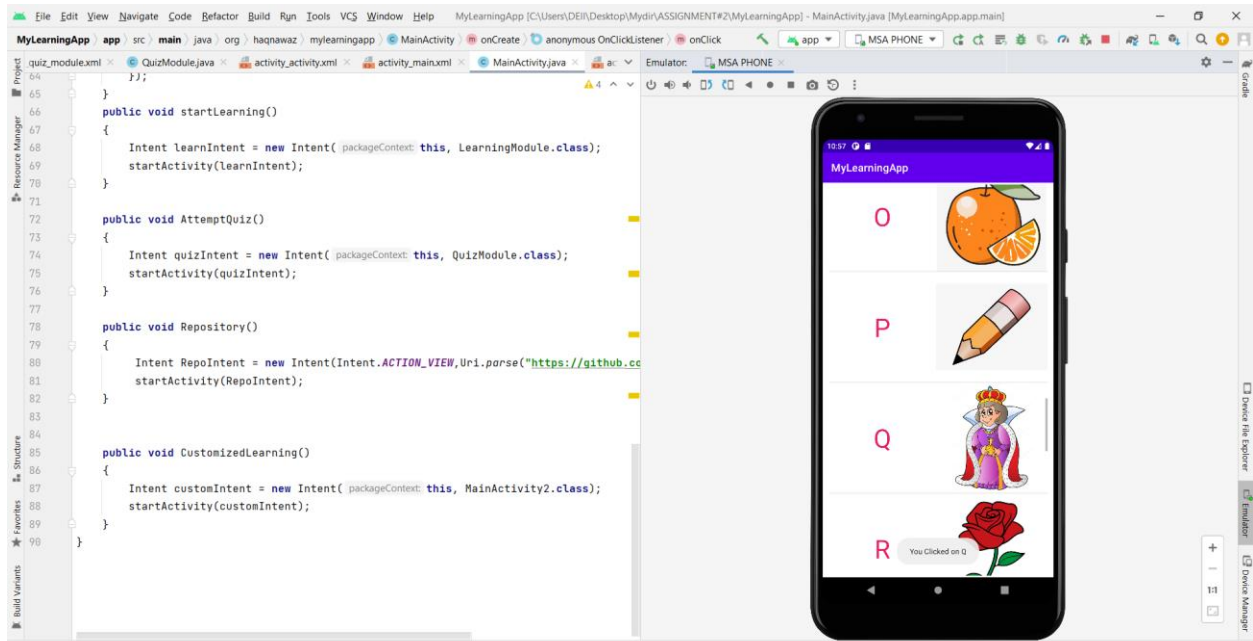 File Edit View Navigate Code Refactor Build Run Tools VCS Window Help MyLearningApp [C:\Users\DEll\Desktop\Mydir\ASSIGNMENT#2\MyLearningApp] - MainActivity.java [MyLearningApp.app.main]
MyLearningApp app src main java org haqnawaz mylearningapp MainActivity onCreate anonymous OnClickListener onClick app MSA PHONE
quiz_module.xml QuizModule.java activity_activity.xml activity_main.xml MainActivity.java ac Emulator: MSA PHONE
4
64 });
65 }
66 public void startLearning()
67 {
68 Intent learnIntent = new Intent( packageContext: this, LearningModule.class);
69 startActivity(learnIntent);
70 }
71
72 public void AttemptQuiz()
73 {
74 Intent quizIntent = new Intent( packageContext: this, QuizModule.class);
75 startActivity(quizIntent);
76 }
77
78 public void Repository()
79 {
80 Intent RepoIntent = new Intent(Intent.ACTION_VIEW,Uri.parse("https://github.co
81 startActivity(RepoIntent);
82 }
83
84
85 public void CustomizedLearning()
86 {
87 Intent customIntent = new Intent( packageContext: this, MainActivity2.class);
88 startActivity(customIntent);
89 }
90 }
Project
Resource Manager
Structure
Favorites
Build Variants
10:57
MyLearningApp
O
P
Q
R
You Clicked on Q
1:1
Gradle
Device File Explorer
Emulator
Device Manager